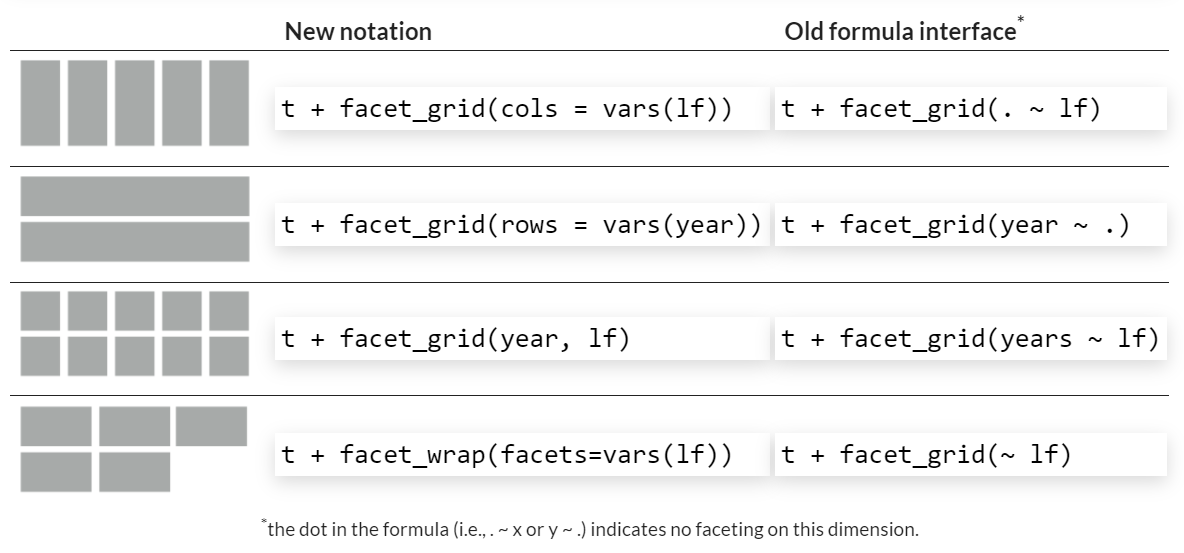 New notation Old formula interface*
t + facet_grid(cols = vars(lf)) t + facet_grid(. ~ lf)
t + facet_grid(rows = vars(year)) t + facet_grid(year ~ .)
t + facet_grid(year, lf) t + facet_grid(years ~ lf)
t + facet_wrap(facets=vars(lf)) t + facet_grid(~ lf)
*the dot in the formula (i.e., . ~ x or y ~ .) indicates no faceting on this dimension.